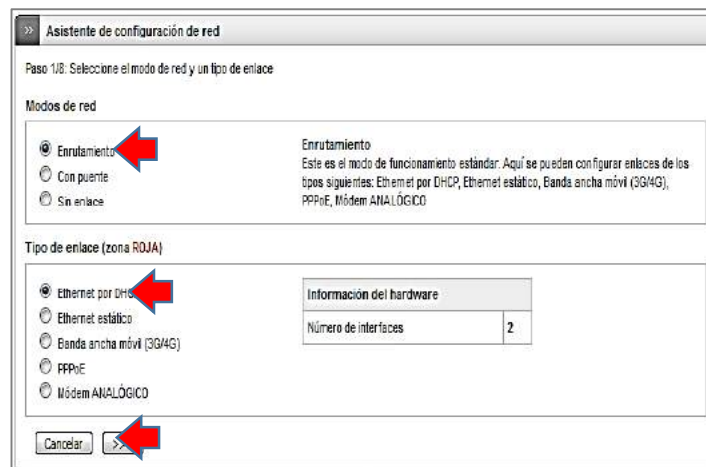 » Asistente de configuración de red
Paso 1/8: Seleccione el modo de red y un tipo de enlace
Modos de red
Enrutamiento
Con puente
Sin enlace
Enrutamiento
Este es el modo de funcionamiento estándar. Aquí se pueden configurar enlaces de los
tipos siguientes: Ethernet por DHCP, Ethernet estático, Banda ancha móvil (3G/4G),
PPPoE, Módem ANALÓGICO
Tipo de enlace (zona ROJA)
Ethernet por DHC
Ethernet estático
Banda ancha móvil (3G/4G)
PPPoE
Módem ANALÓGICO
Información del hardware
Número de interfaces 2
Cancelar >>